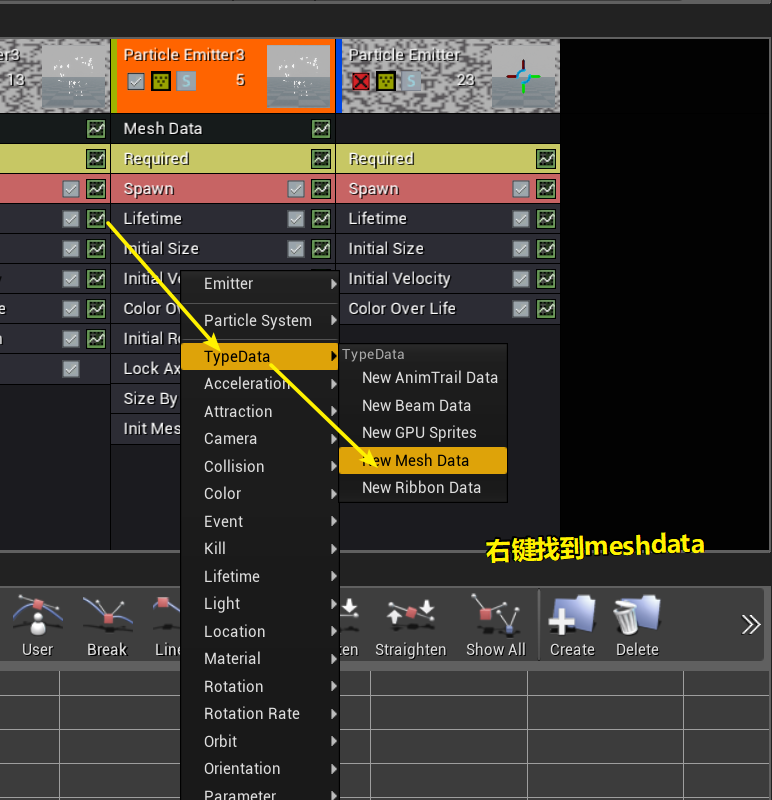 er3
13
Particle Emitter3
S
5
Particle Emitter
S
23
Mesh Data
Required
Required
Spawn
Spawn
Lifetime
Lifetime
Initial Size
Initial Size
Initial Ve
Initial Velocity
Color Ov
Color Over Life
Initial Ro
Lock Ax
Size By
Init Mes
Emitter
Particle System
TypeData
Acceleration
Attraction
Camera
Collision
Color
Event
Kill
Lifetime
Light
Location
Material
Rotation
Rotation Rate
Orbit
Orientation
Parameter
TypeData
New AnimTrail Data
New Beam Data
New GPU Sprites
New Mesh Data
New Ribbon Data
右键找到meshdata
User
Break
Line
ten
Straighten
Show All
Create
Delete